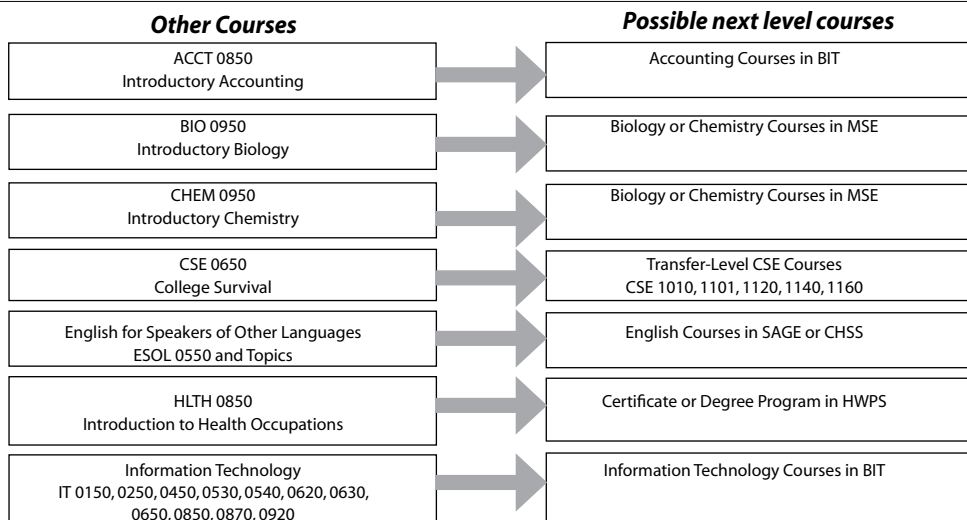 Other Courses
Possible next level courses
ACCT 0850
Introductory Accounting
Accounting Courses in BIT
BIO 0950
Introductory Biology
Biology or Chemistry Courses in MSE
CHEM 0950
Introductory Chemistry
Biology or Chemistry Courses in MSE
CSE 0650
College Survival
Transfer-Level CSE Courses
CSE 1010, 1101, 1120, 1140, 1160
English for Speakers of Other Languages
ESOL 0550 and Topics
English Courses in SAGE or CHSS
HLTH 0850
Introduction to Health Occupations
Certificate or Degree Program in HWPS
Information Technology
IT 0150, 0250, 0450, 0530, 0540, 0620, 0630,
0650, 0850, 0870, 0920
Information Technology Courses in BIT